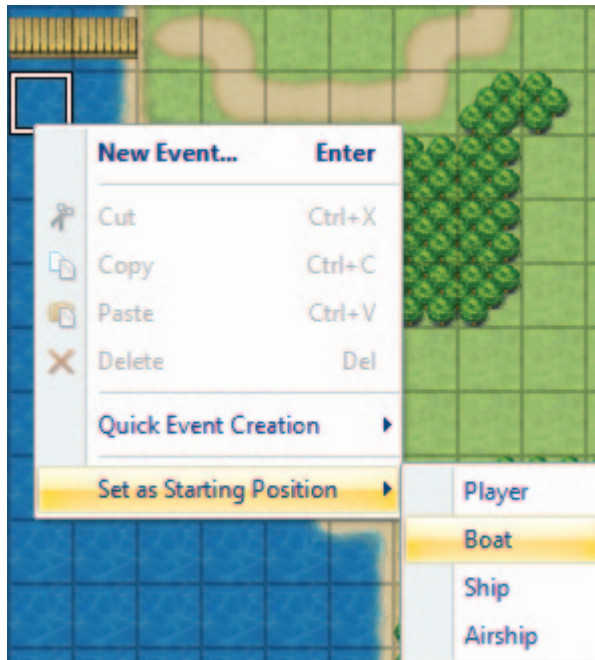 New Event... Enter
Cut Ctrl+X
Copy Ctrl+C
Paste Ctrl+V
Delete Del
Quick Event Creation
Set as Starting Position
Player
Boat
Ship
Airship